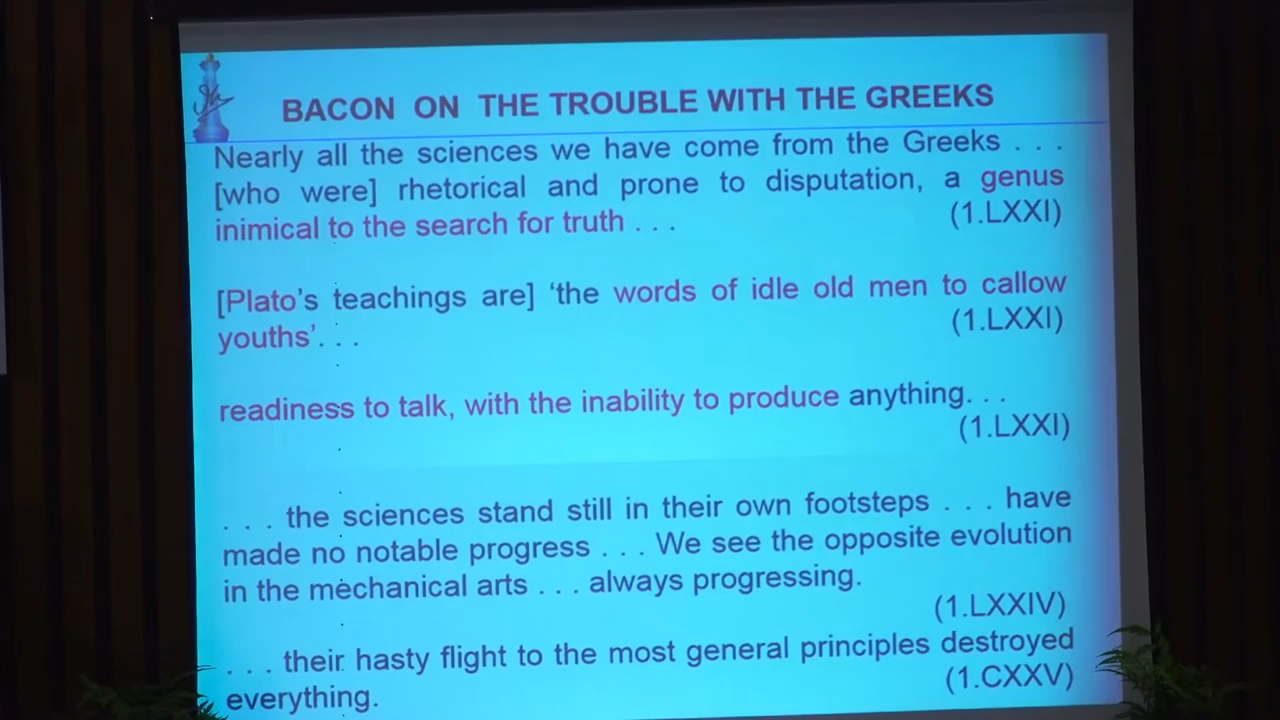 BACON ON THE TROUBLE WITH THE GREEKS
Nearly all the sciences we have come from the Greeks . . .
[who were] rhetorical and prone to disputation, a genus
inimical to the search for truth . . . (1.LXXI)
[Plato's teachings are] ‘the words of idle old men to callow
youths’. . . (1.LXXI)
readiness to talk, with the inability to produce anything. . .
(1.LXXI)
. . . the sciences stand still in their own footsteps . . . have
made no notable progress . . . We see the opposite evolution
in the mechanical arts . . . always progressing.
(1.LXXIV)
. . . their hasty flight to the most general principles destroyed
everything. (1.CXXV)